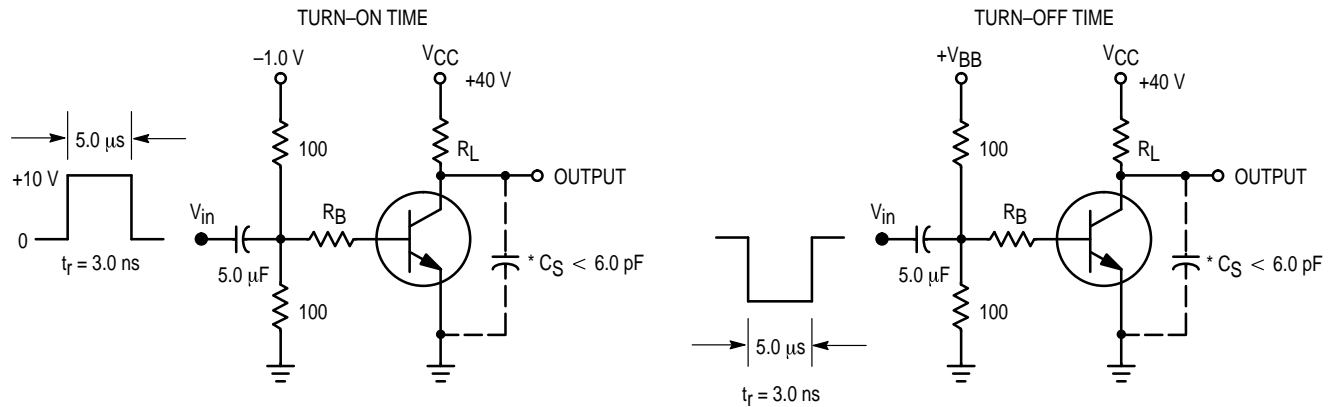 TURN–ON TIME
–1.0 V
VCC
+40 V
5.0 μs
100
RL
+10 V
OUTPUT
Vin
RB
0
* CS < 6.0 pF
5.0 μF
tr = 3.0 ns
100
TURN–OFF TIME
+VBB
VCC
+40 V
100
RL
OUTPUT
Vin
RB
* CS < 6.0 pF
5.0 μF
100
5.0 μs
tr = 3.0 ns